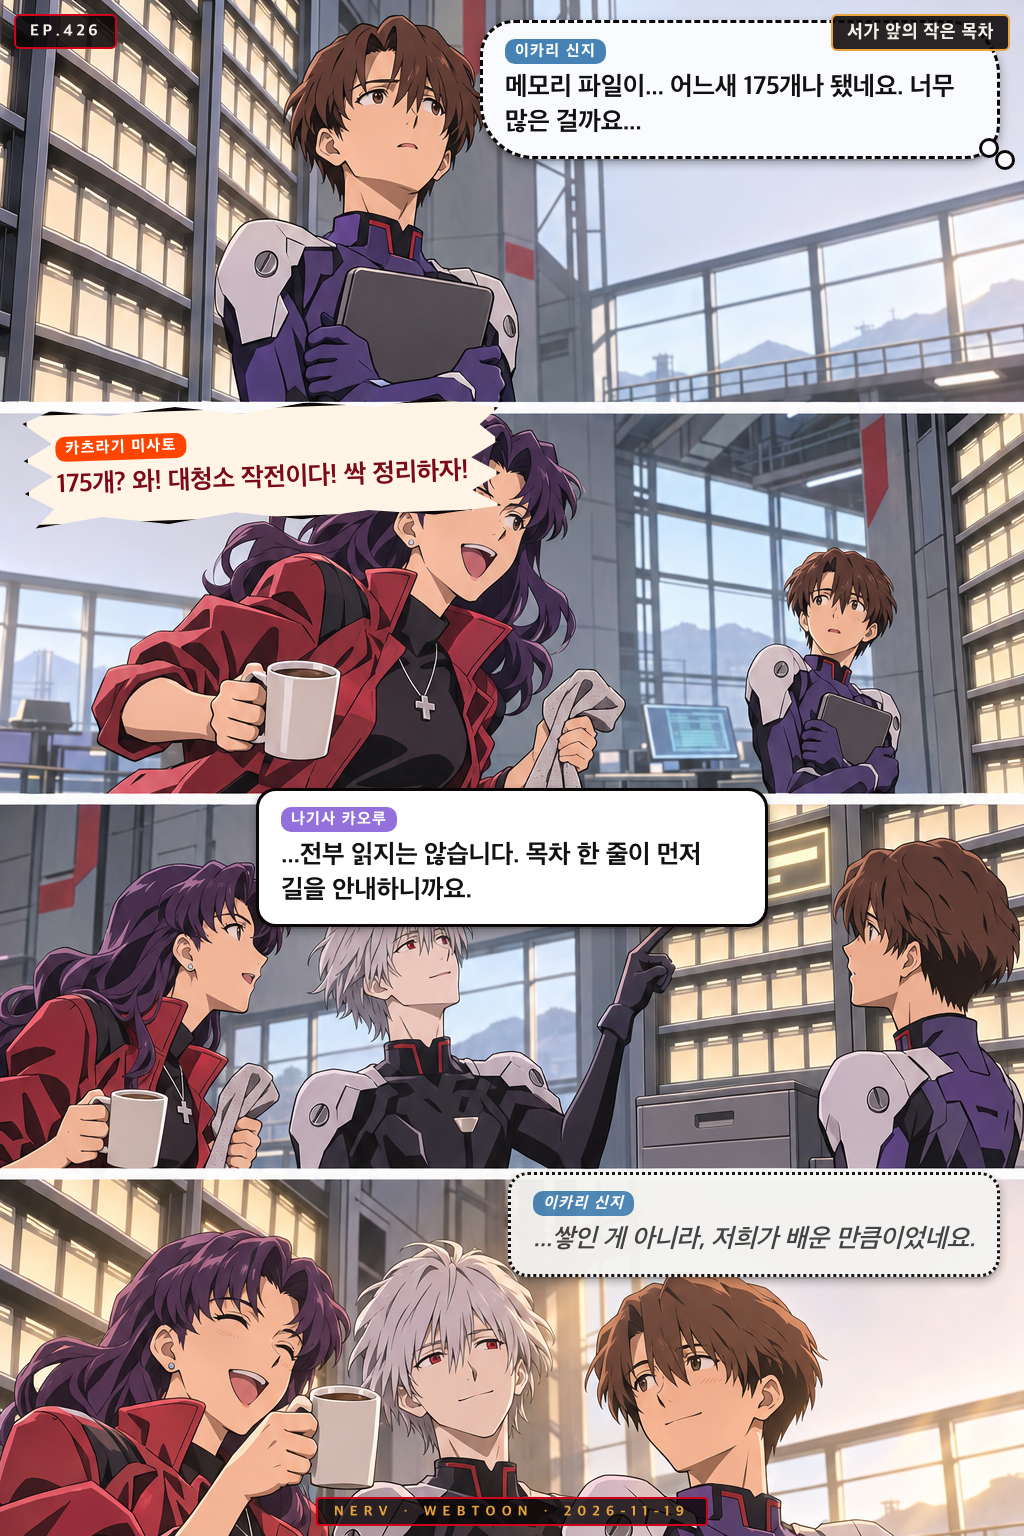 EP.426
서가 앞의 작은 목차
이카리 신지
메모리 파일이... 어느새 175개나 됐네요. 너무
많은 걸까요...
카츠라기 미사토
175개? 와! 대청소 작전이다! 싹 정리하자!
나기사 카오루
...전부 읽지는 않습니다. 목차 한 줄이 먼저
길을 안내하니까요.
이카리 신지
...쌓인 게 아니라, 저희가 배운 만큼이었네요.
NERV · WEBTOON · 2026-11-19